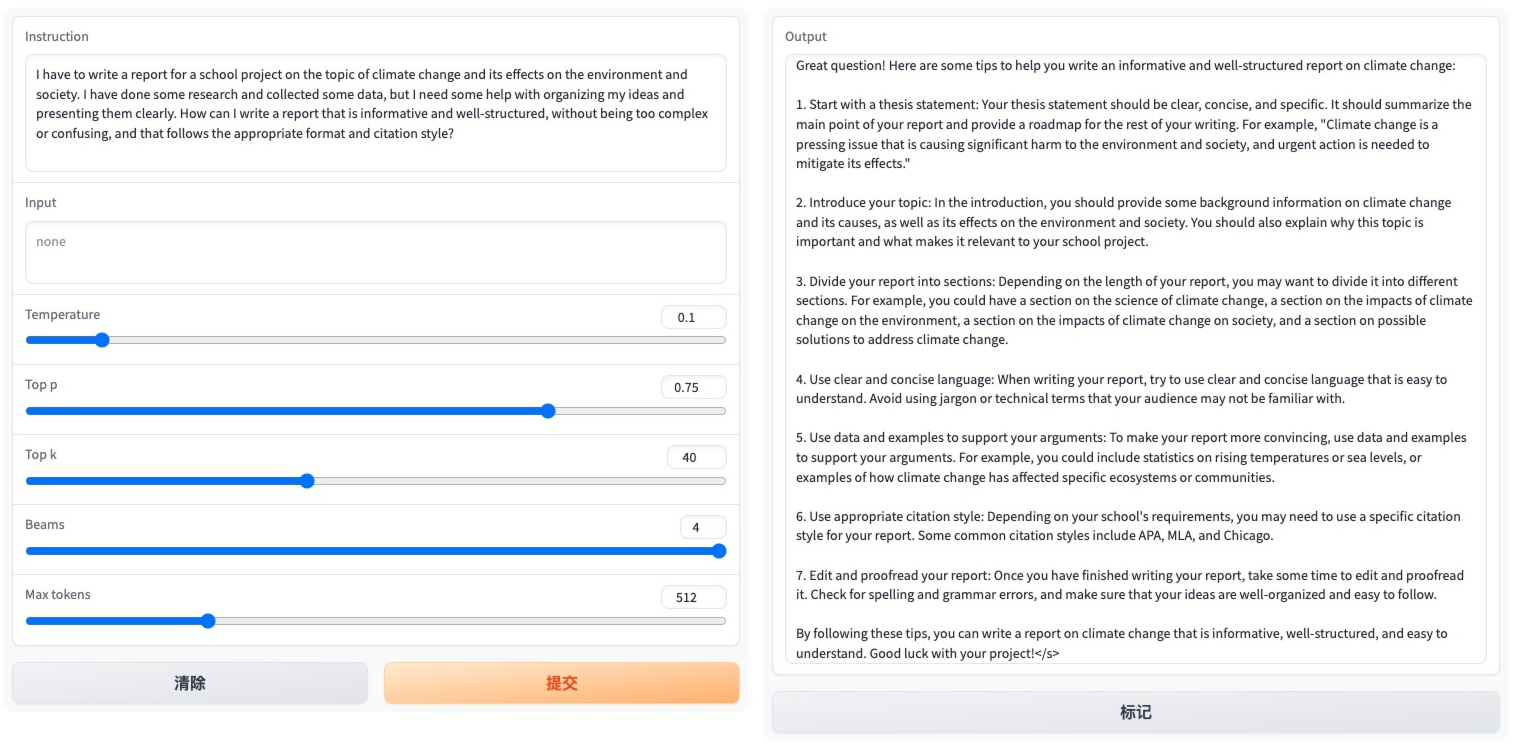 Instruction
I have to write a report for a school project on the topic of climate change and its effects on the environment and
society. I have done some research and collected some data, but I need some help with organizing my ideas and
presenting them clearly. How can I write a report that is informative and well-structured, without being too complex
or confusing, and that follows the appropriate format and citation style?
Input
none
Temperature
0.1
Top p
0.75
Top k
40
Beams
4
Max tokens
512
清除
提交
Output
Great question! Here are some tips to help you write an informative and well-structured report on climate change:
1. Start with a thesis statement: Your thesis statement should be clear, concise, and specific. It should summarize the
main point of your report and provide a roadmap for the rest of your writing. For example, "Climate change is a
pressing issue that is causing significant harm to the environment and society, and urgent action is needed to
mitigate its effects."
2. Introduce your topic: In the introduction, you should provide some background information on climate change
and its causes, as well as its effects on the environment and society. You should also explain why this topic is
important and what makes it relevant to your school project.
3. Divide your report into sections: Depending on the length of your report, you may want to divide it into different
sections. For example, you could have a section on the science of climate change, a section on the impacts of climate
change on the environment, a section on the impacts of climate change on society, and a section on possible
solutions to address climate change.
4. Use clear and concise language: When writing your report, try to use clear and concise language that is easy to
understand. Avoid using jargon or technical terms that your audience may not be familiar with.
5. Use data and examples to support your arguments: To make your report more convincing, use data and examples
to support your arguments. For example, you could include statistics on rising temperatures or sea levels, or
examples of how climate change has affected specific ecosystems or communities.
6. Use appropriate citation style: Depending on your school's requirements, you may need to use a specific citation
style for your report. Some common citation styles include APA, MLA, and Chicago.
7. Edit and proofread your report: Once you have finished writing your report, take some time to edit and proofread
it. Check for spelling and grammar errors, and make sure that your ideas are well-organized and easy to follow.
By following these tips, you can write a report on climate change that is informative, well-structured, and easy to
understand. Good luck with your project!</s>
标记